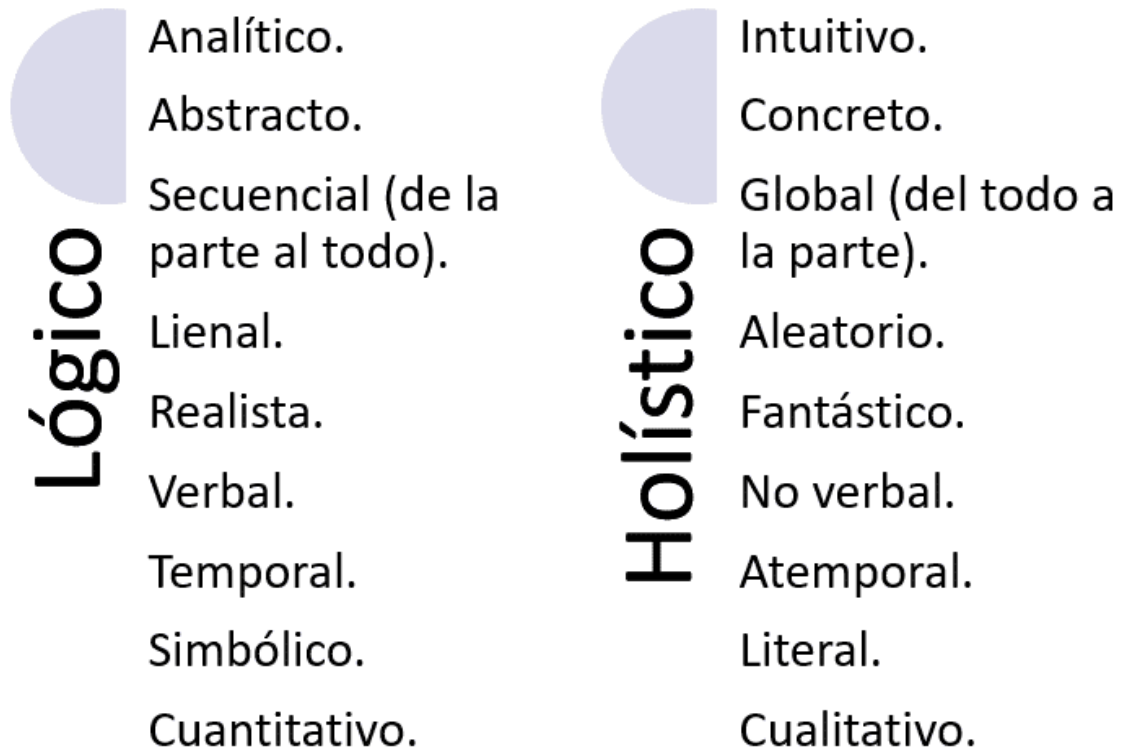 Lógico
Analítico.
Abstracto.
Secuencial (de la
parte al todo).
Lienal.
Realista.
Verbal.
Temporal.
Simbólico.
Cuantitativo.
Holístico
Intuitivo.
Concreto.
Global (del todo a
la parte).
Aleatorio.
Fantástico.
No verbal.
Atemporal.
Literal.
Cualitativo.